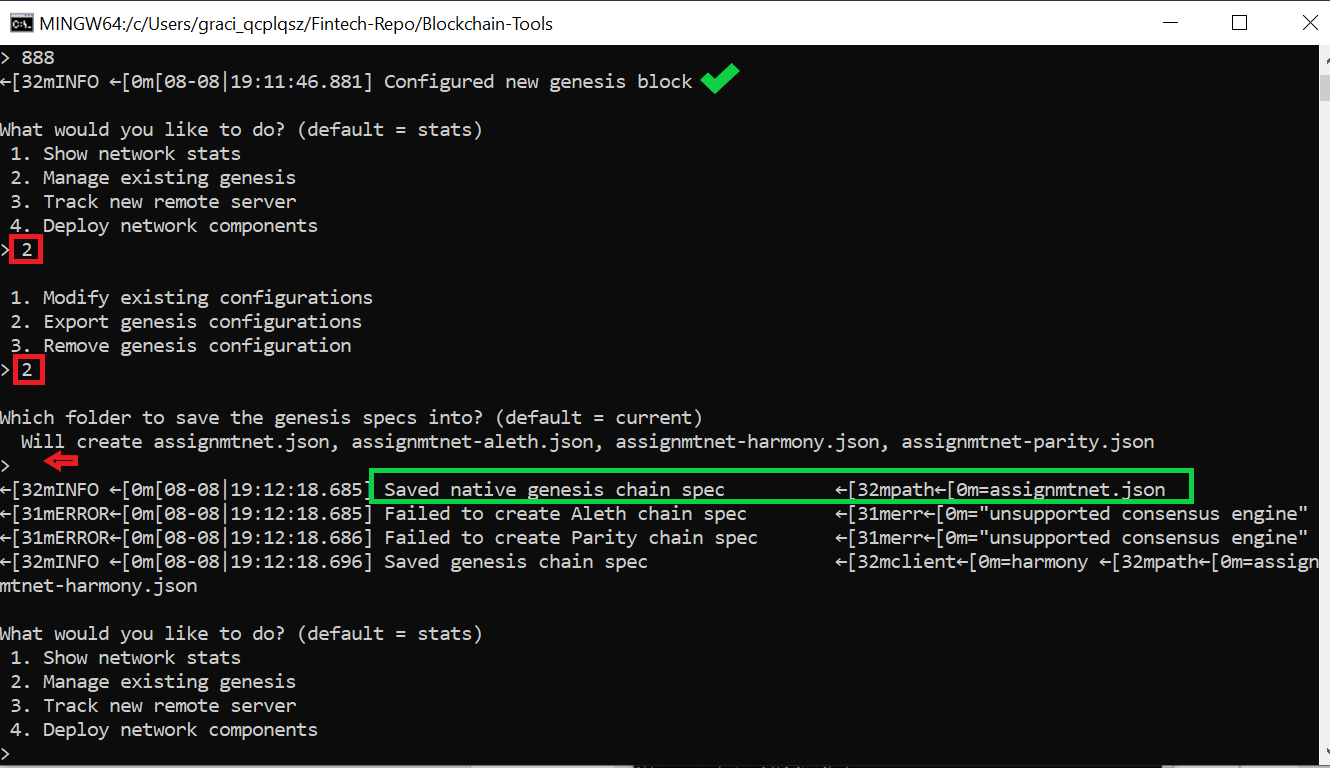 MINGW64:/c/Users/graci_qcplqsz/Fintech-Repo/Blockchain-Tools
> 888
←[32mINFO ←[0m[08-08|19:11:46.881] Configured new genesis block
What would you like to do? (default = stats)
1. Show network stats
2. Manage existing genesis
3. Track new remote server
4. Deploy network components
> 2
1. Modify existing configurations
2. Export genesis configurations
3. Remove genesis configuration
> 2
Which folder to save the genesis specs into? (default = current)
Will create assignmtnet.json, assignmtnet-aleth.json, assignmtnet-harmony.json, assignmtnet-parity.json
>
←[32mINFO ←[0m[08-08|19:12:18.685] Saved native genesis chain spec ←[32mpath←[0m=assignmtnet.json
←[31mERROR←[0m[08-08|19:12:18.685] Failed to create Aleth chain spec ←[31merr←[0m="unsupported consensus engine"
←[31mERROR←[0m[08-08|19:12:18.686] Failed to create Parity chain spec ←[31merr←[0m="unsupported consensus engine"
←[32mINFO ←[0m[08-08|19:12:18.696] Saved genesis chain spec ←[32mclient←[0m=harmony ←[32mpath←[0m=assign
mtnet-harmony.json
What would you like to do? (default = stats)
1. Show network stats
2. Manage existing genesis
3. Track new remote server
4. Deploy network components
>